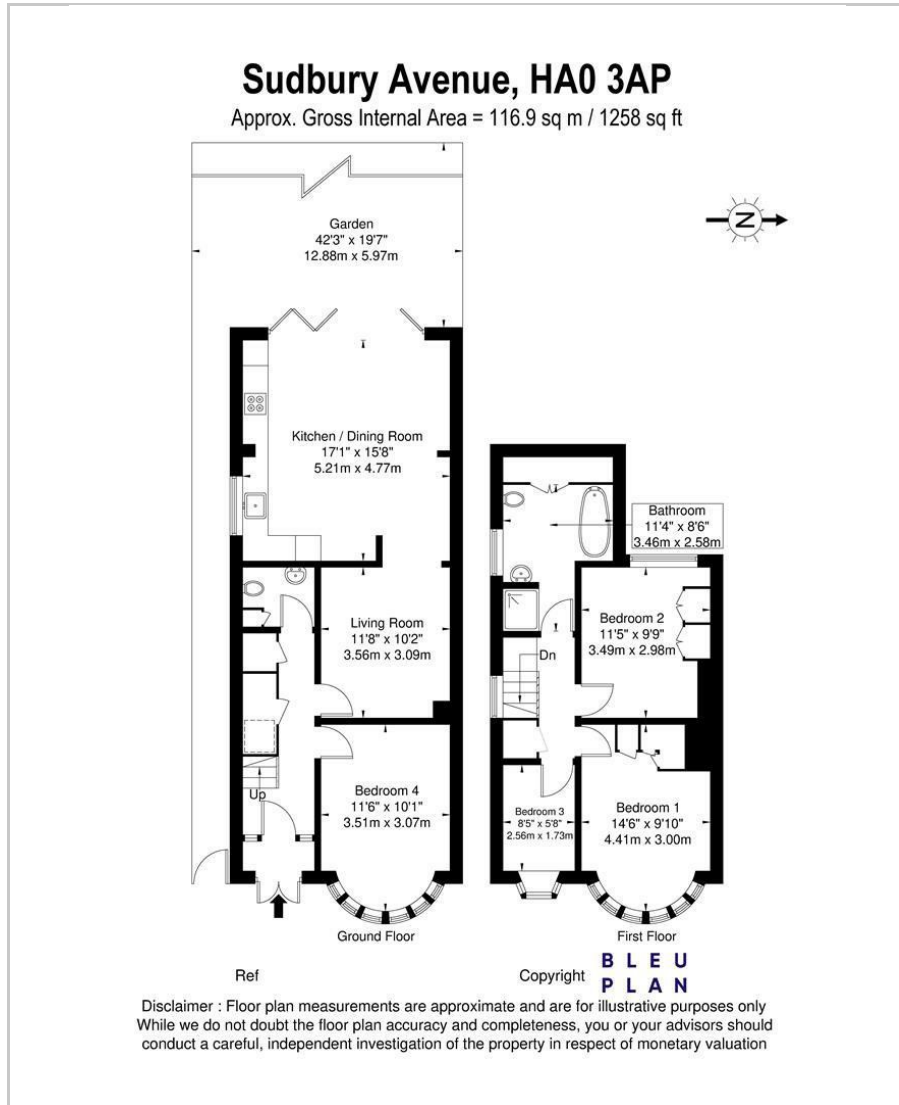 Sudbury Avenue, HA0 3AP
Approx. Gross Internal Area = 116.9 sq m / 1258 sq ft
Garden
42'3" x 19'7"
12.88m x 5.97m
N
Kitchen / Dining Room
17'1" x 15'8"
5.21m x 4.77m
Living Room
11'8" x 10'2"
3.56m x 3.09m
Up
Bedroom 4
11'6" x 10'1"
3.51m x 3.07m
Ground Floor
Bathroom
11'4" x 8'6"
3.46m x 2.58m
Bedroom 2
11'5" x 9'9"
3.49m x 2.98m
Dn
Bedroom 3
8'5" x 5'8"
2.56m x 1.73m
Bedroom 1
14'6" x 9'10"
4.41m x 3.00m
First Floor
Ref
Copyright
BLEU
PLAN
Disclaimer : Floor plan measurements are approximate and are for illustrative purposes only
While we do not doubt the floor plan accuracy and completeness, you or your advisors should
conduct a careful, independent investigation of the property in respect of monetary valuation